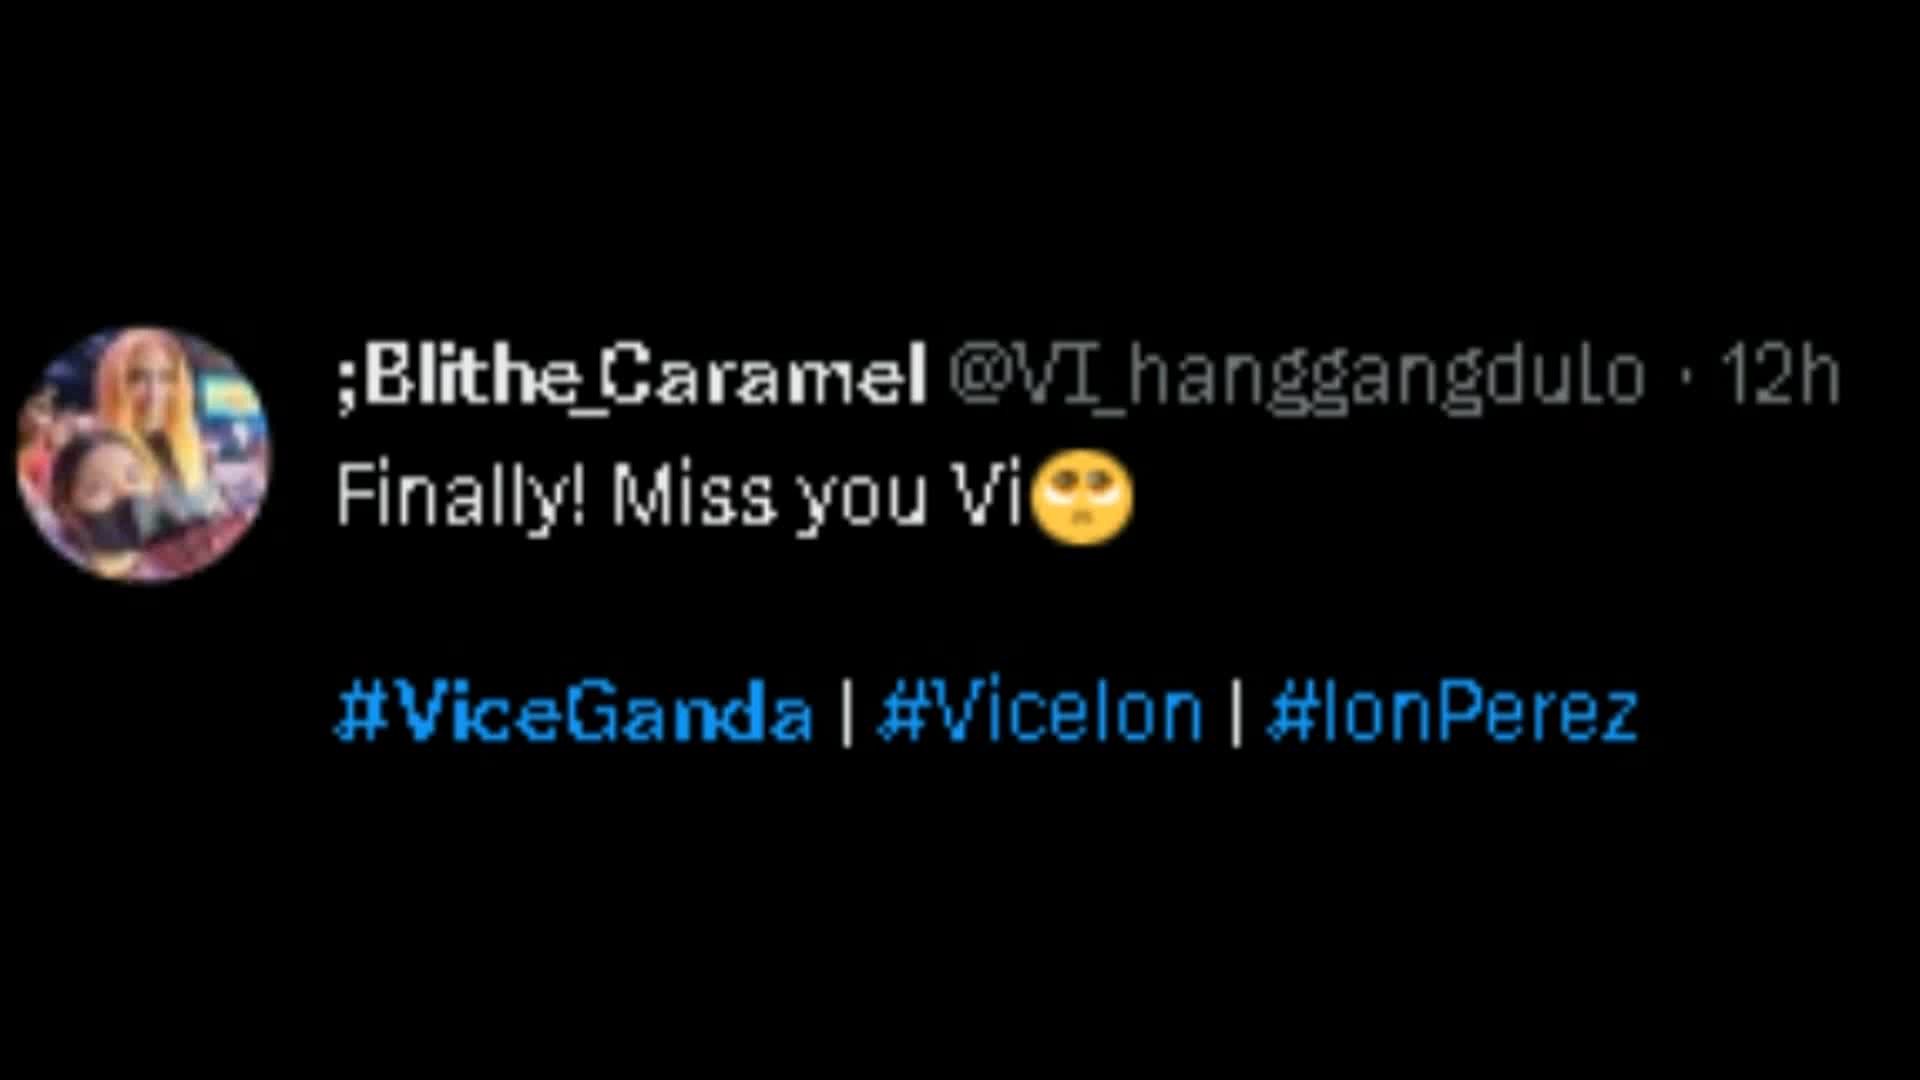 ;Blithe_Caramel @VI_hanggangdulo · 12h
Finally! Miss you Vi🥺
#ViceGanda | #ViceIon | #IonPerez